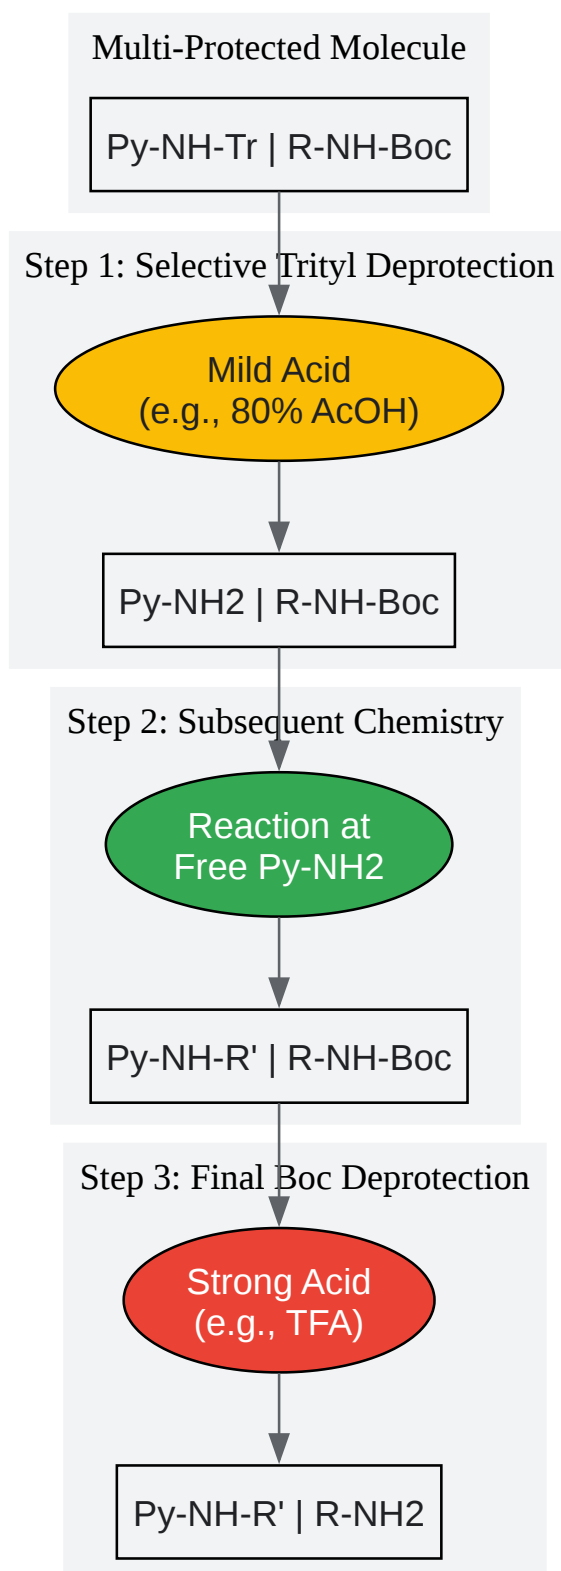 Multi-Protected Molecule
Py-NH-Tr | R-NH-Boc
Step 1: Selective Trityl Deprotection
Mild Acid
(e.g., 80% AcOH)
Py-NH2 | R-NH-Boc
Step 2: Subsequent Chemistry
Reaction at
Free Py-NH2
Py-NH-R' | R-NH-Boc
Step 3: Final Boc Deprotection
Strong Acid
(e.g., TFA)
Py-NH-R' | R-NH2